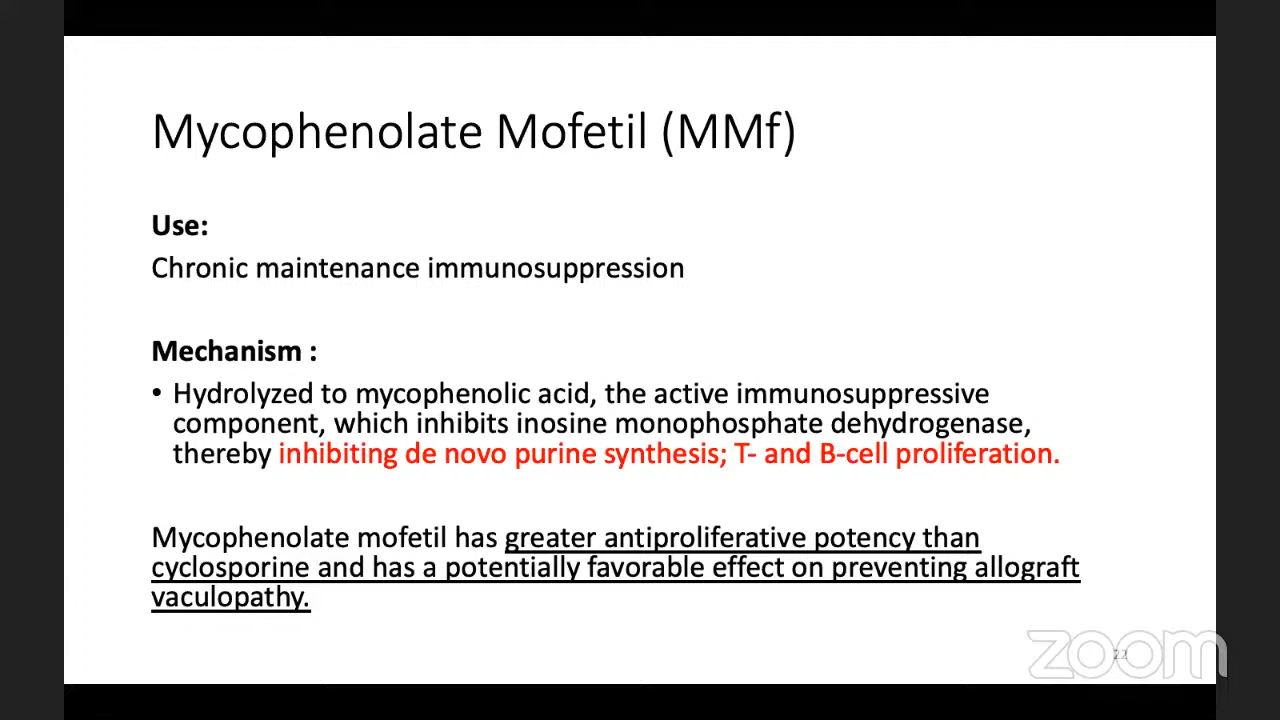 Mycophenolate Mofetil (MMf)
Use:
Chronic maintenance immunosuppression
Mechanism :
• Hydrolyzed to mycophenolic acid, the active immunosuppressive
component, which inhibits inosine monophosphate dehydrogenase,
thereby inhibiting de novo purine synthesis; T- and B-cell proliferation.
Mycophenolate mofetil has greater antiproliferative potency than
cyclosporine and has a potentially favorable effect on preventing allograft
vaculopathy.
22
zoom